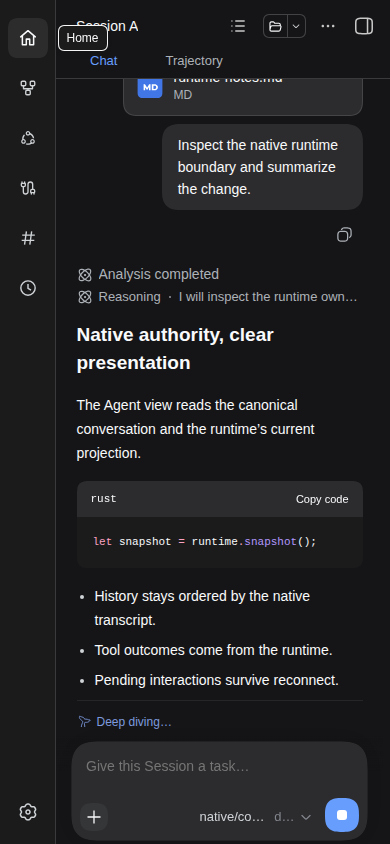 Session A
Home
Chat
Trajectory
runtime-notes.md
MD
MD
Inspect the native runtime
boundary and summarize
the change.
Analysis completed
Reasoning · I will inspect the runtime own…
Native authority, clear
presentation
The Agent view reads the canonical
conversation and the runtime’s current
projection.
rust
Copy code
let snapshot = runtime.snapshot();
• History stays ordered by the native
transcript.
• Tool outcomes come from the runtime.
• Pending interactions survive reconnect.
Deep diving…
Give this Session a task…
native/co… d…